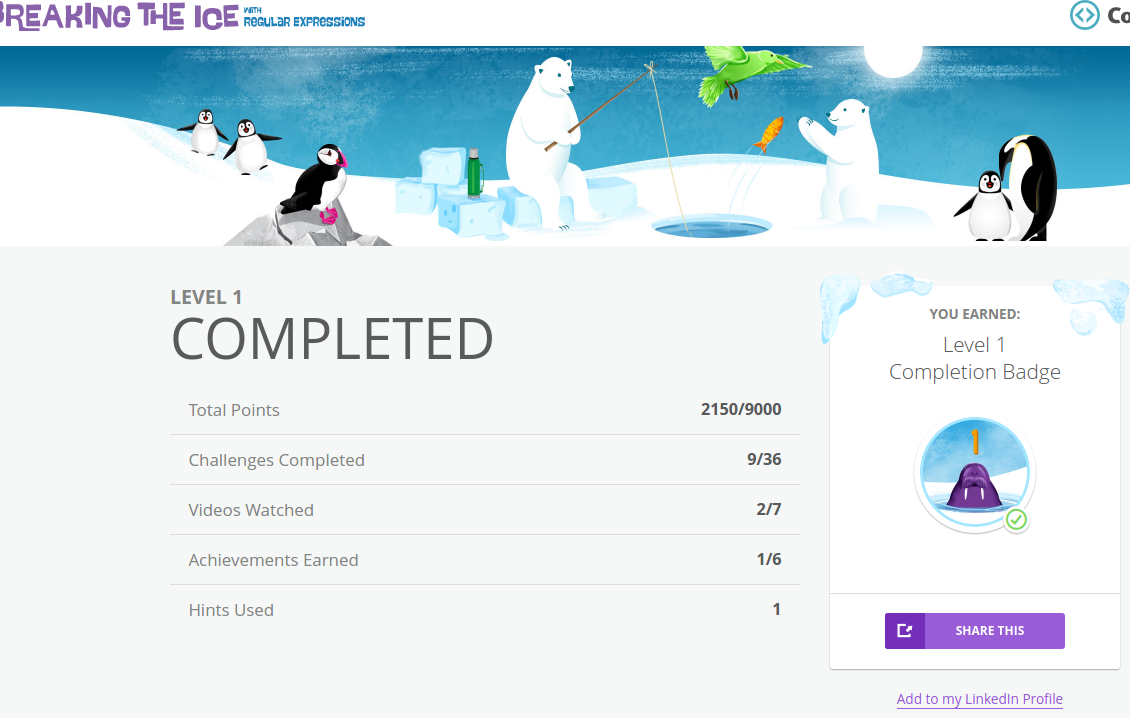 BREAKING THE ICE WITH REGULAR EXPRESSIONS
LEVEL 1
COMPLETED
Total Points 2150/9000
Challenges Completed 9/36
Videos Watched 2/7
Achievements Earned 1/6
Hints Used 1
YOU EARNED:
Level 1
Completion Badge
1
SHARE THIS
Add to my LinkedIn Profile